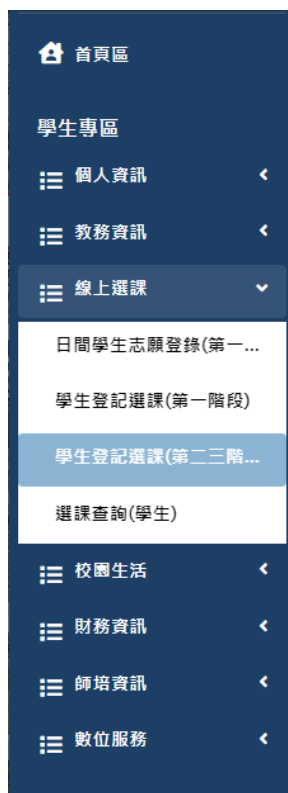 首頁區
學生專區
個人資訊
教務資訊
線上選課
日間學生志願登錄(第一...
學生登記選課(第一階段)
學生登記選課(第二三階...
選課查詢(學生)
校園生活
財務資訊
師培資訊
數位服務